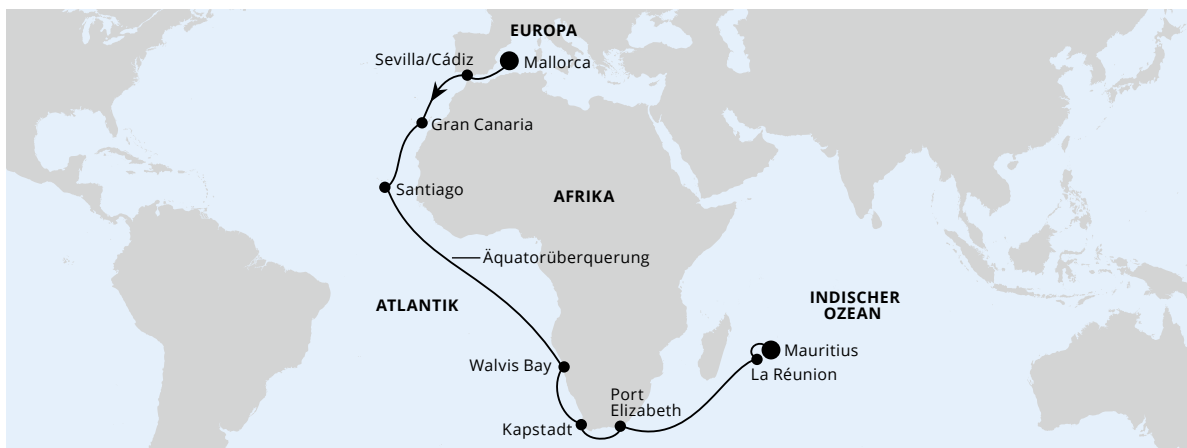 EUROPA
Sevilla/Cádiz
Mallorca
Gran Canaria
Santiago
AFRIKA
Äquatorüberquerung
ATLANTIK
INDISCHER
OZEAN
Mauritius
La Réunion
Walvis Bay
Port
Elizabeth
Kapstadt